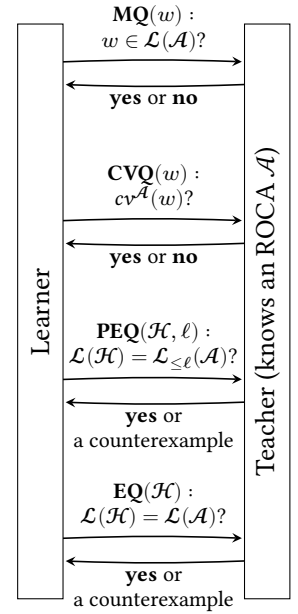 MQ(w) :
w ∈ 𝓛(𝒜)?
yes or no
CVQ(w) :
cv^𝒜(w)?
yes or no
PEQ(ℋ, ℓ) :
𝓛(ℋ) = 𝓛≤ℓ(𝒜)?
yes or
a counterexample
EQ(ℋ) :
𝓛(ℋ) = 𝓛(𝒜)?
yes or
a counterexample
Learner
Teacher (knows an ROCA 𝒜)